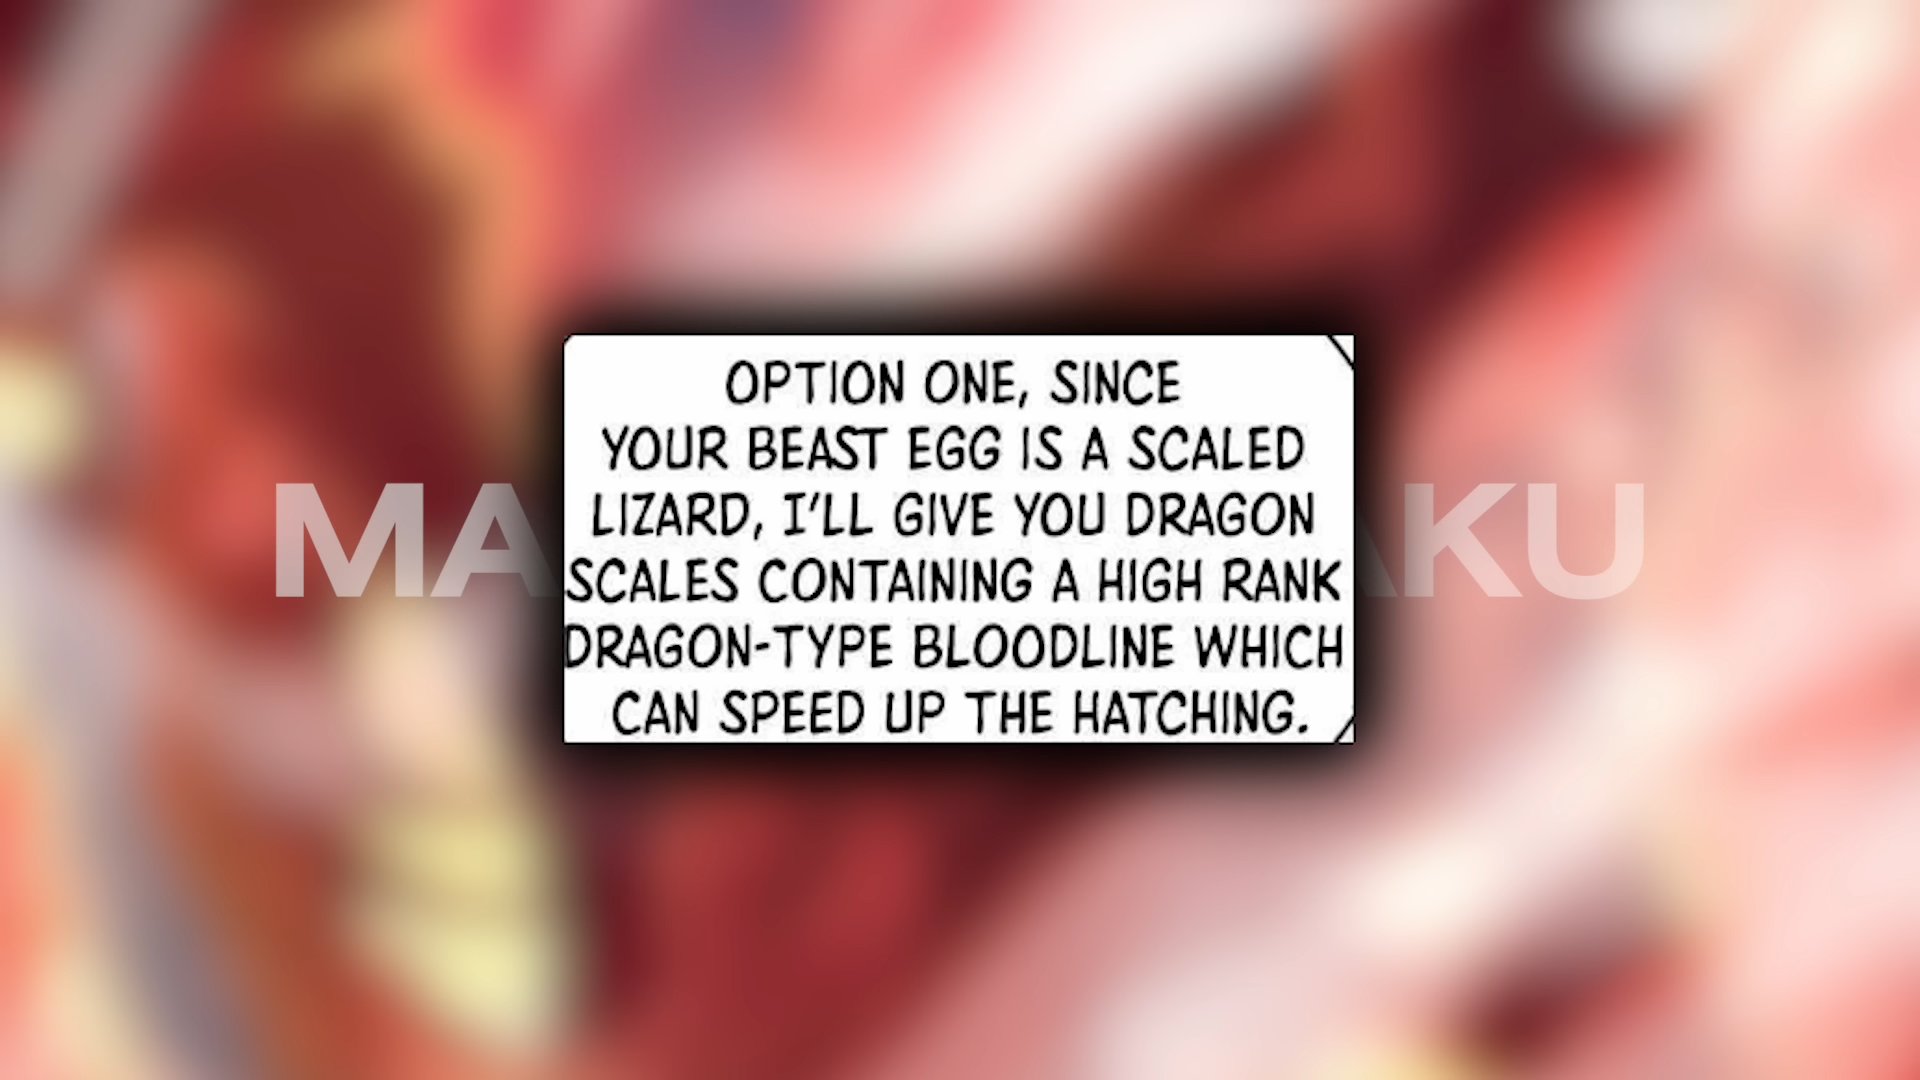 OPTION ONE, SINCE
YOUR BEAST EGG IS A SCALED
LIZARD, I'LL GIVE YOU DRAGON
SCALES CONTAINING A HIGH RANK
DRAGON-TYPE BLOODLINE WHICH
CAN SPEED UP THE HATCHING.